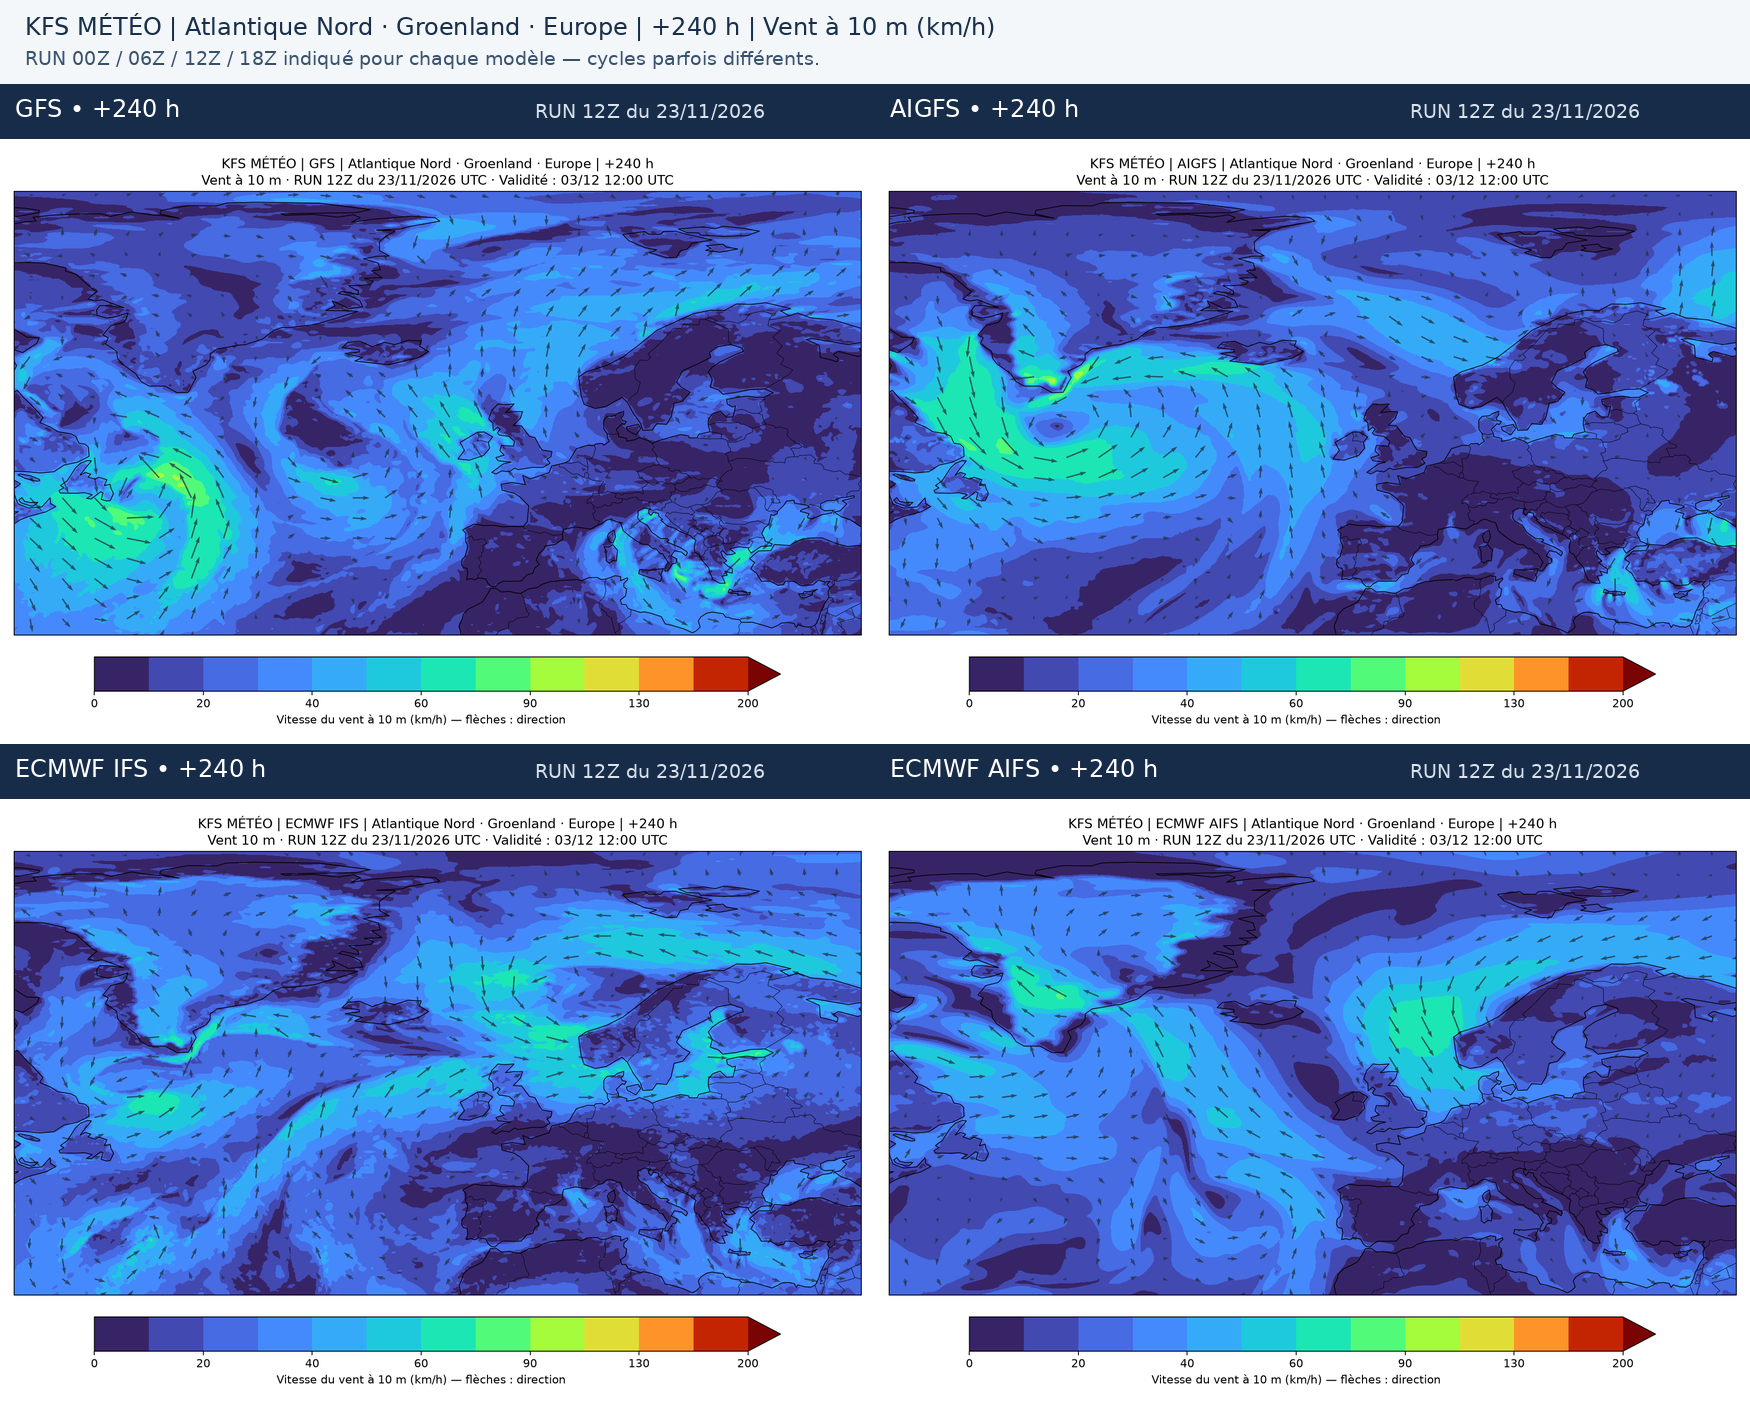 KFS MÉTÉO | Atlantique Nord · Groenland · Europe | +240 h | Vent à 10 m (km/h)
RUN 00Z / 06Z / 12Z / 18Z indiqué pour chaque modèle — cycles parfois différents.
GFS • +240 h RUN 12Z du 23/11/2026
KFS MÉTÉO | GFS | Atlantique Nord · Groenland · Europe | +240 h
Vent à 10 m · RUN 12Z du 23/11/2026 UTC · Validité : 03/12 12:00 UTC
0 20 40 60 90 130 200
Vitesse du vent à 10 m (km/h) — flèches : direction
AIGFS • +240 h RUN 12Z du 23/11/2026
KFS MÉTÉO | AIGFS | Atlantique Nord · Groenland · Europe | +240 h
Vent à 10 m · RUN 12Z du 23/11/2026 UTC · Validité : 03/12 12:00 UTC
0 20 40 60 90 130 200
Vitesse du vent à 10 m (km/h) — flèches : direction
ECMWF IFS • +240 h RUN 12Z du 23/11/2026
KFS MÉTÉO | ECMWF IFS | Atlantique Nord · Groenland · Europe | +240 h
Vent 10 m · RUN 12Z du 23/11/2026 UTC · Validité : 03/12 12:00 UTC
0 20 40 60 90 130 200
Vitesse du vent à 10 m (km/h) — flèches : direction
ECMWF AIFS • +240 h RUN 12Z du 23/11/2026
KFS MÉTÉO | ECMWF AIFS | Atlantique Nord · Groenland · Europe | +240 h
Vent 10 m · RUN 12Z du 23/11/2026 UTC · Validité : 03/12 12:00 UTC
0 20 40 60 90 130 200
Vitesse du vent à 10 m (km/h) — flèches : direction